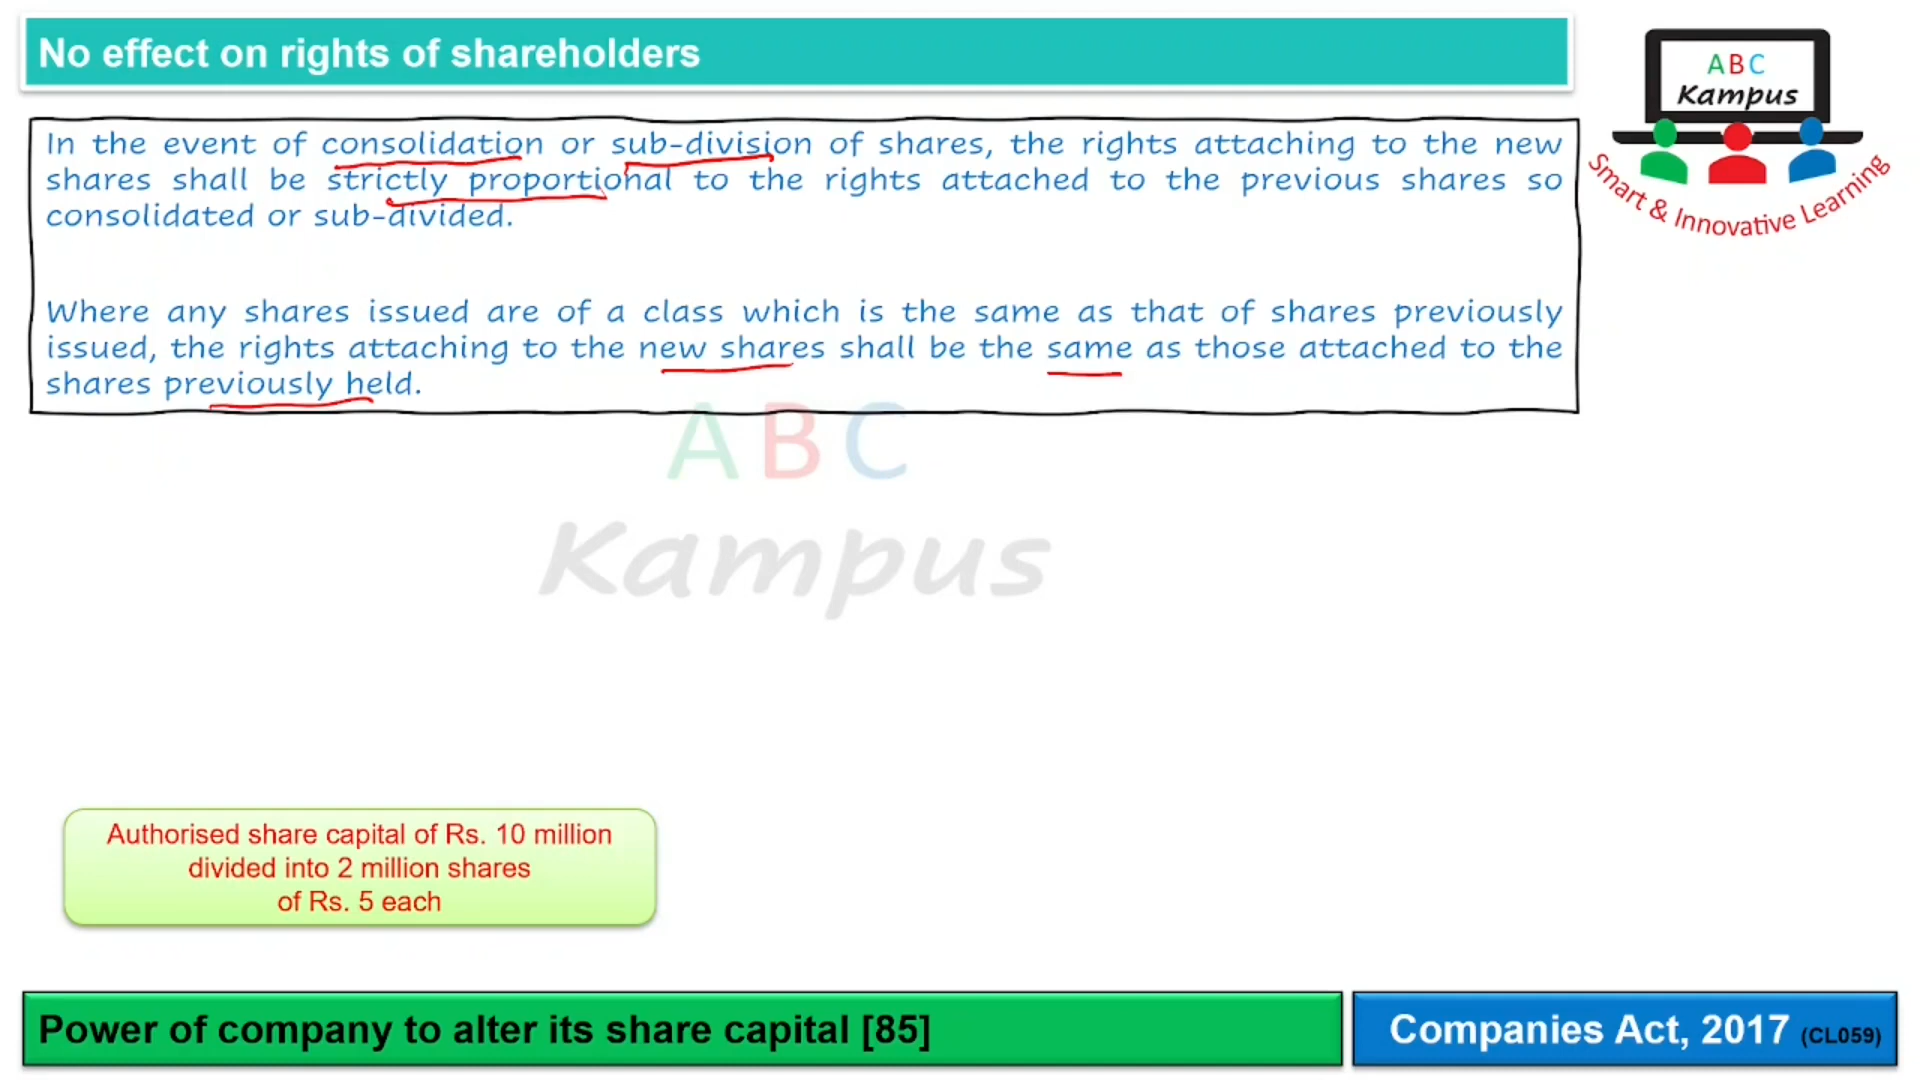 No effect on rights of shareholders
ABC
Kampus
Smart & Innovative Learning
In the event of consolidation or sub-division of shares, the rights attaching to the new
shares shall be strictly proportional to the rights attached to the previous shares so
consolidated or sub-divided.
Where any shares issued are of a class which is the same as that of shares previously
issued, the rights attaching to the new shares shall be the same as those attached to the
shares previously held.
ABC
Kampus
Authorised share capital of Rs. 10 million
divided into 2 million shares
of Rs. 5 each
Power of company to alter its share capital [85]
Companies Act, 2017 (CL059)